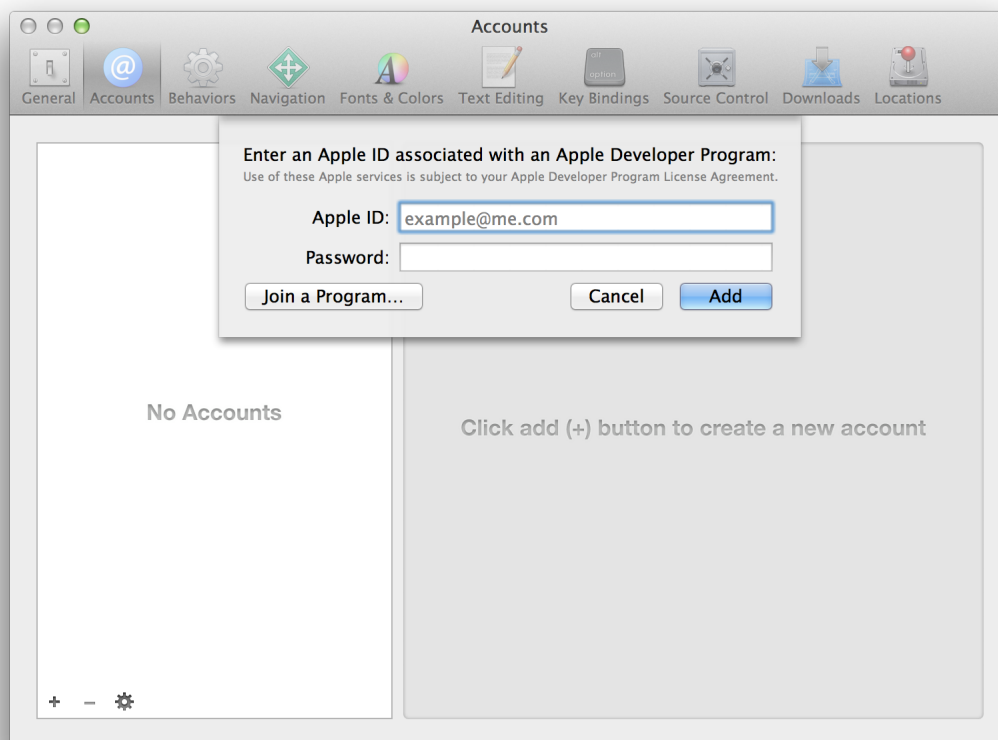 Accounts
General Accounts Behaviors Navigation Fonts & Colors Text Editing Key Bindings Source Control Downloads Locations
alt
option
Enter an Apple ID associated with an Apple Developer Program:
Use of these Apple services is subject to your Apple Developer Program License Agreement.
Apple ID: example@me.com
Password:
Join a Program... Cancel Add
No Accounts
Click add (+) button to create a new account